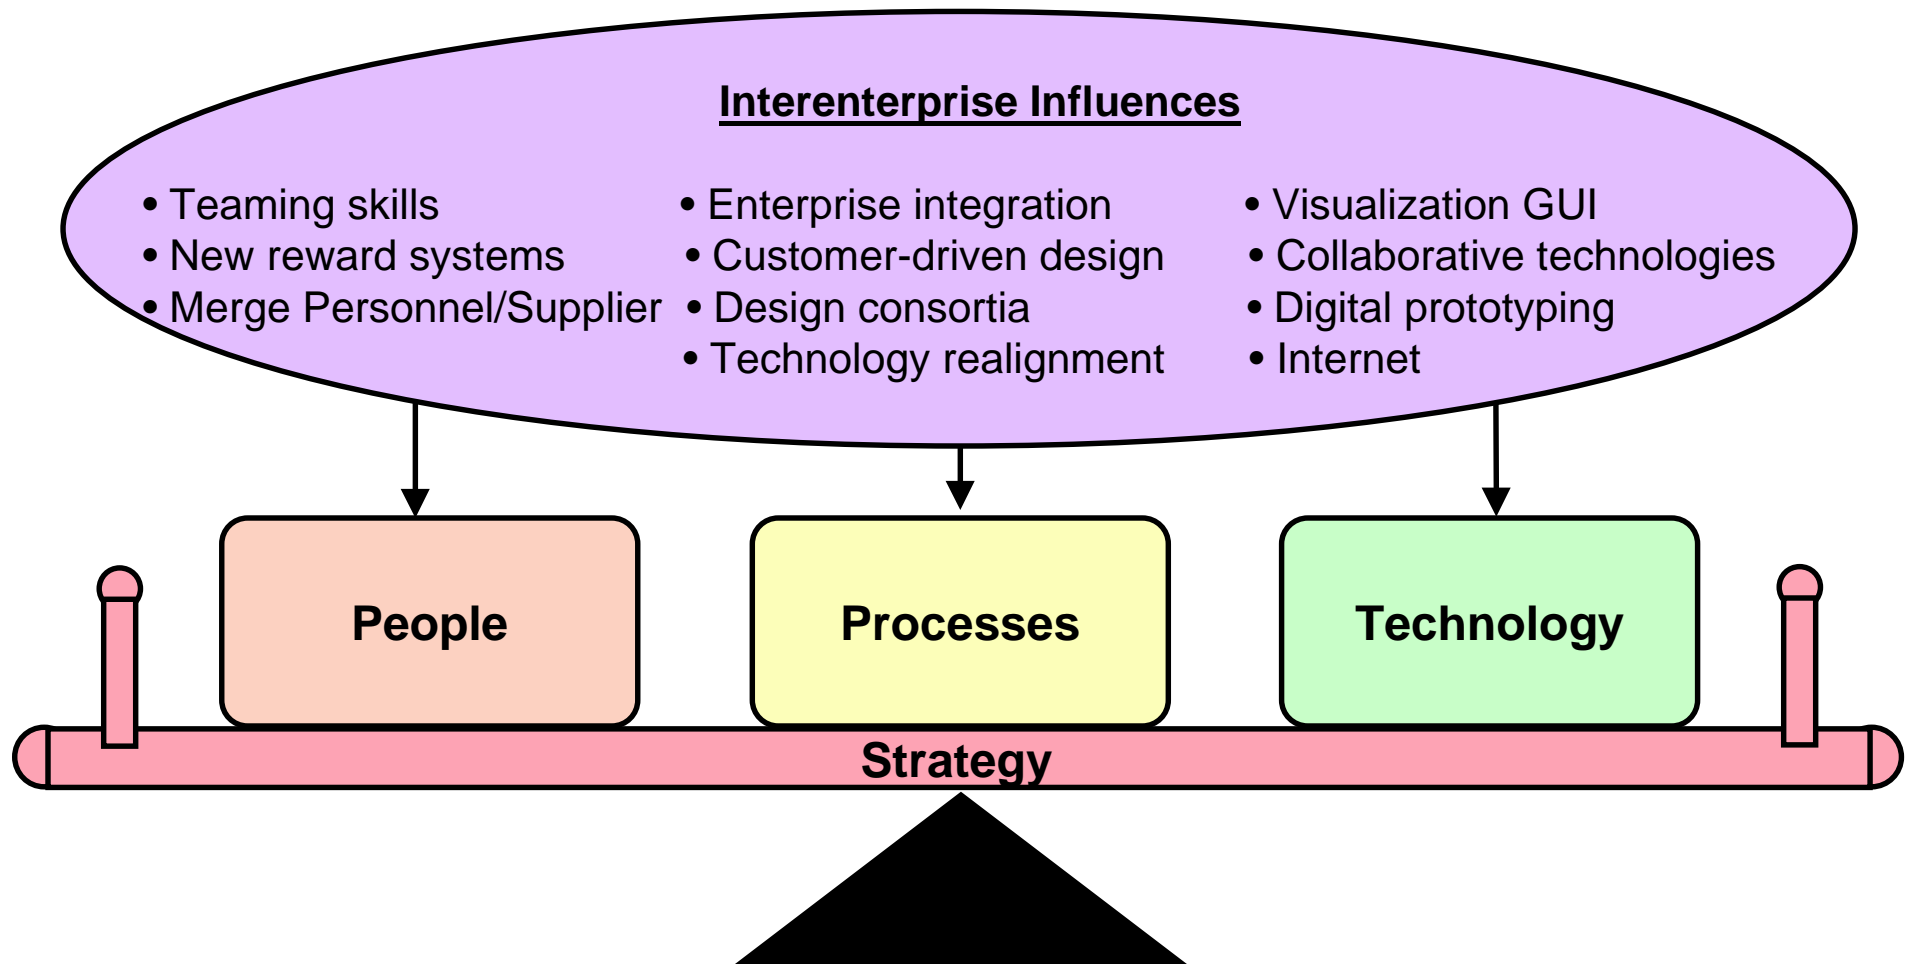 Interenterprise Influences
• Teaming skills
• New reward systems
• Merge Personnel/Supplier
• Enterprise integration
• Customer-driven design
• Design consortia
• Technology realignment
• Visualization GUI
• Collaborative technologies
• Digital prototyping
• Internet
People
Processes
Technology
Strategy